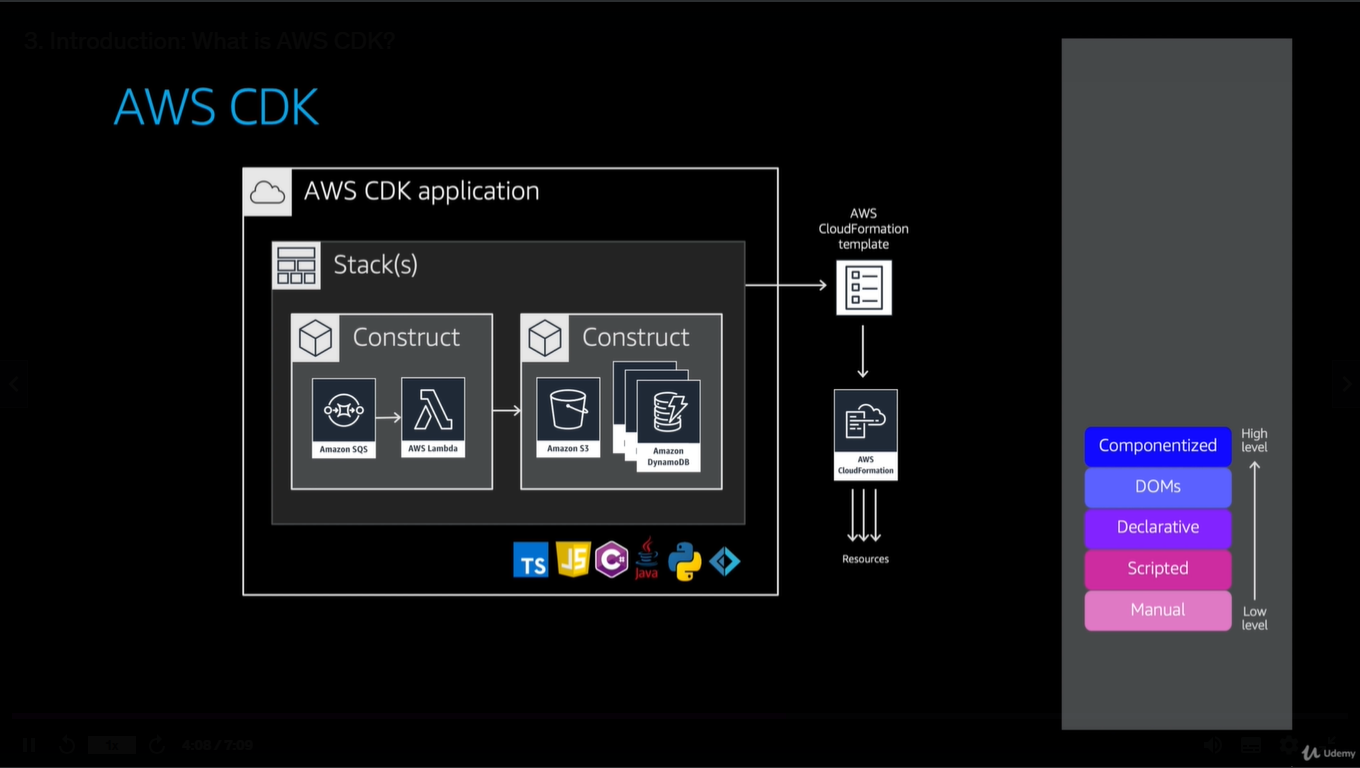 3. Introduction: What is AWS CDK?
AWS CDK
AWS CDK application
Stack(s)
Construct
Amazon SQS
AWS Lambda
Construct
Amazon S3
Amazon
DynamoDB
TS
JS
C#
Java
AWS
CloudFormation
template
AWS
CloudFormation
Resources
Componentized
DOMs
Declarative
Scripted
Manual
High
level
Low
level
1x
4:08 / 7:09
Udemy